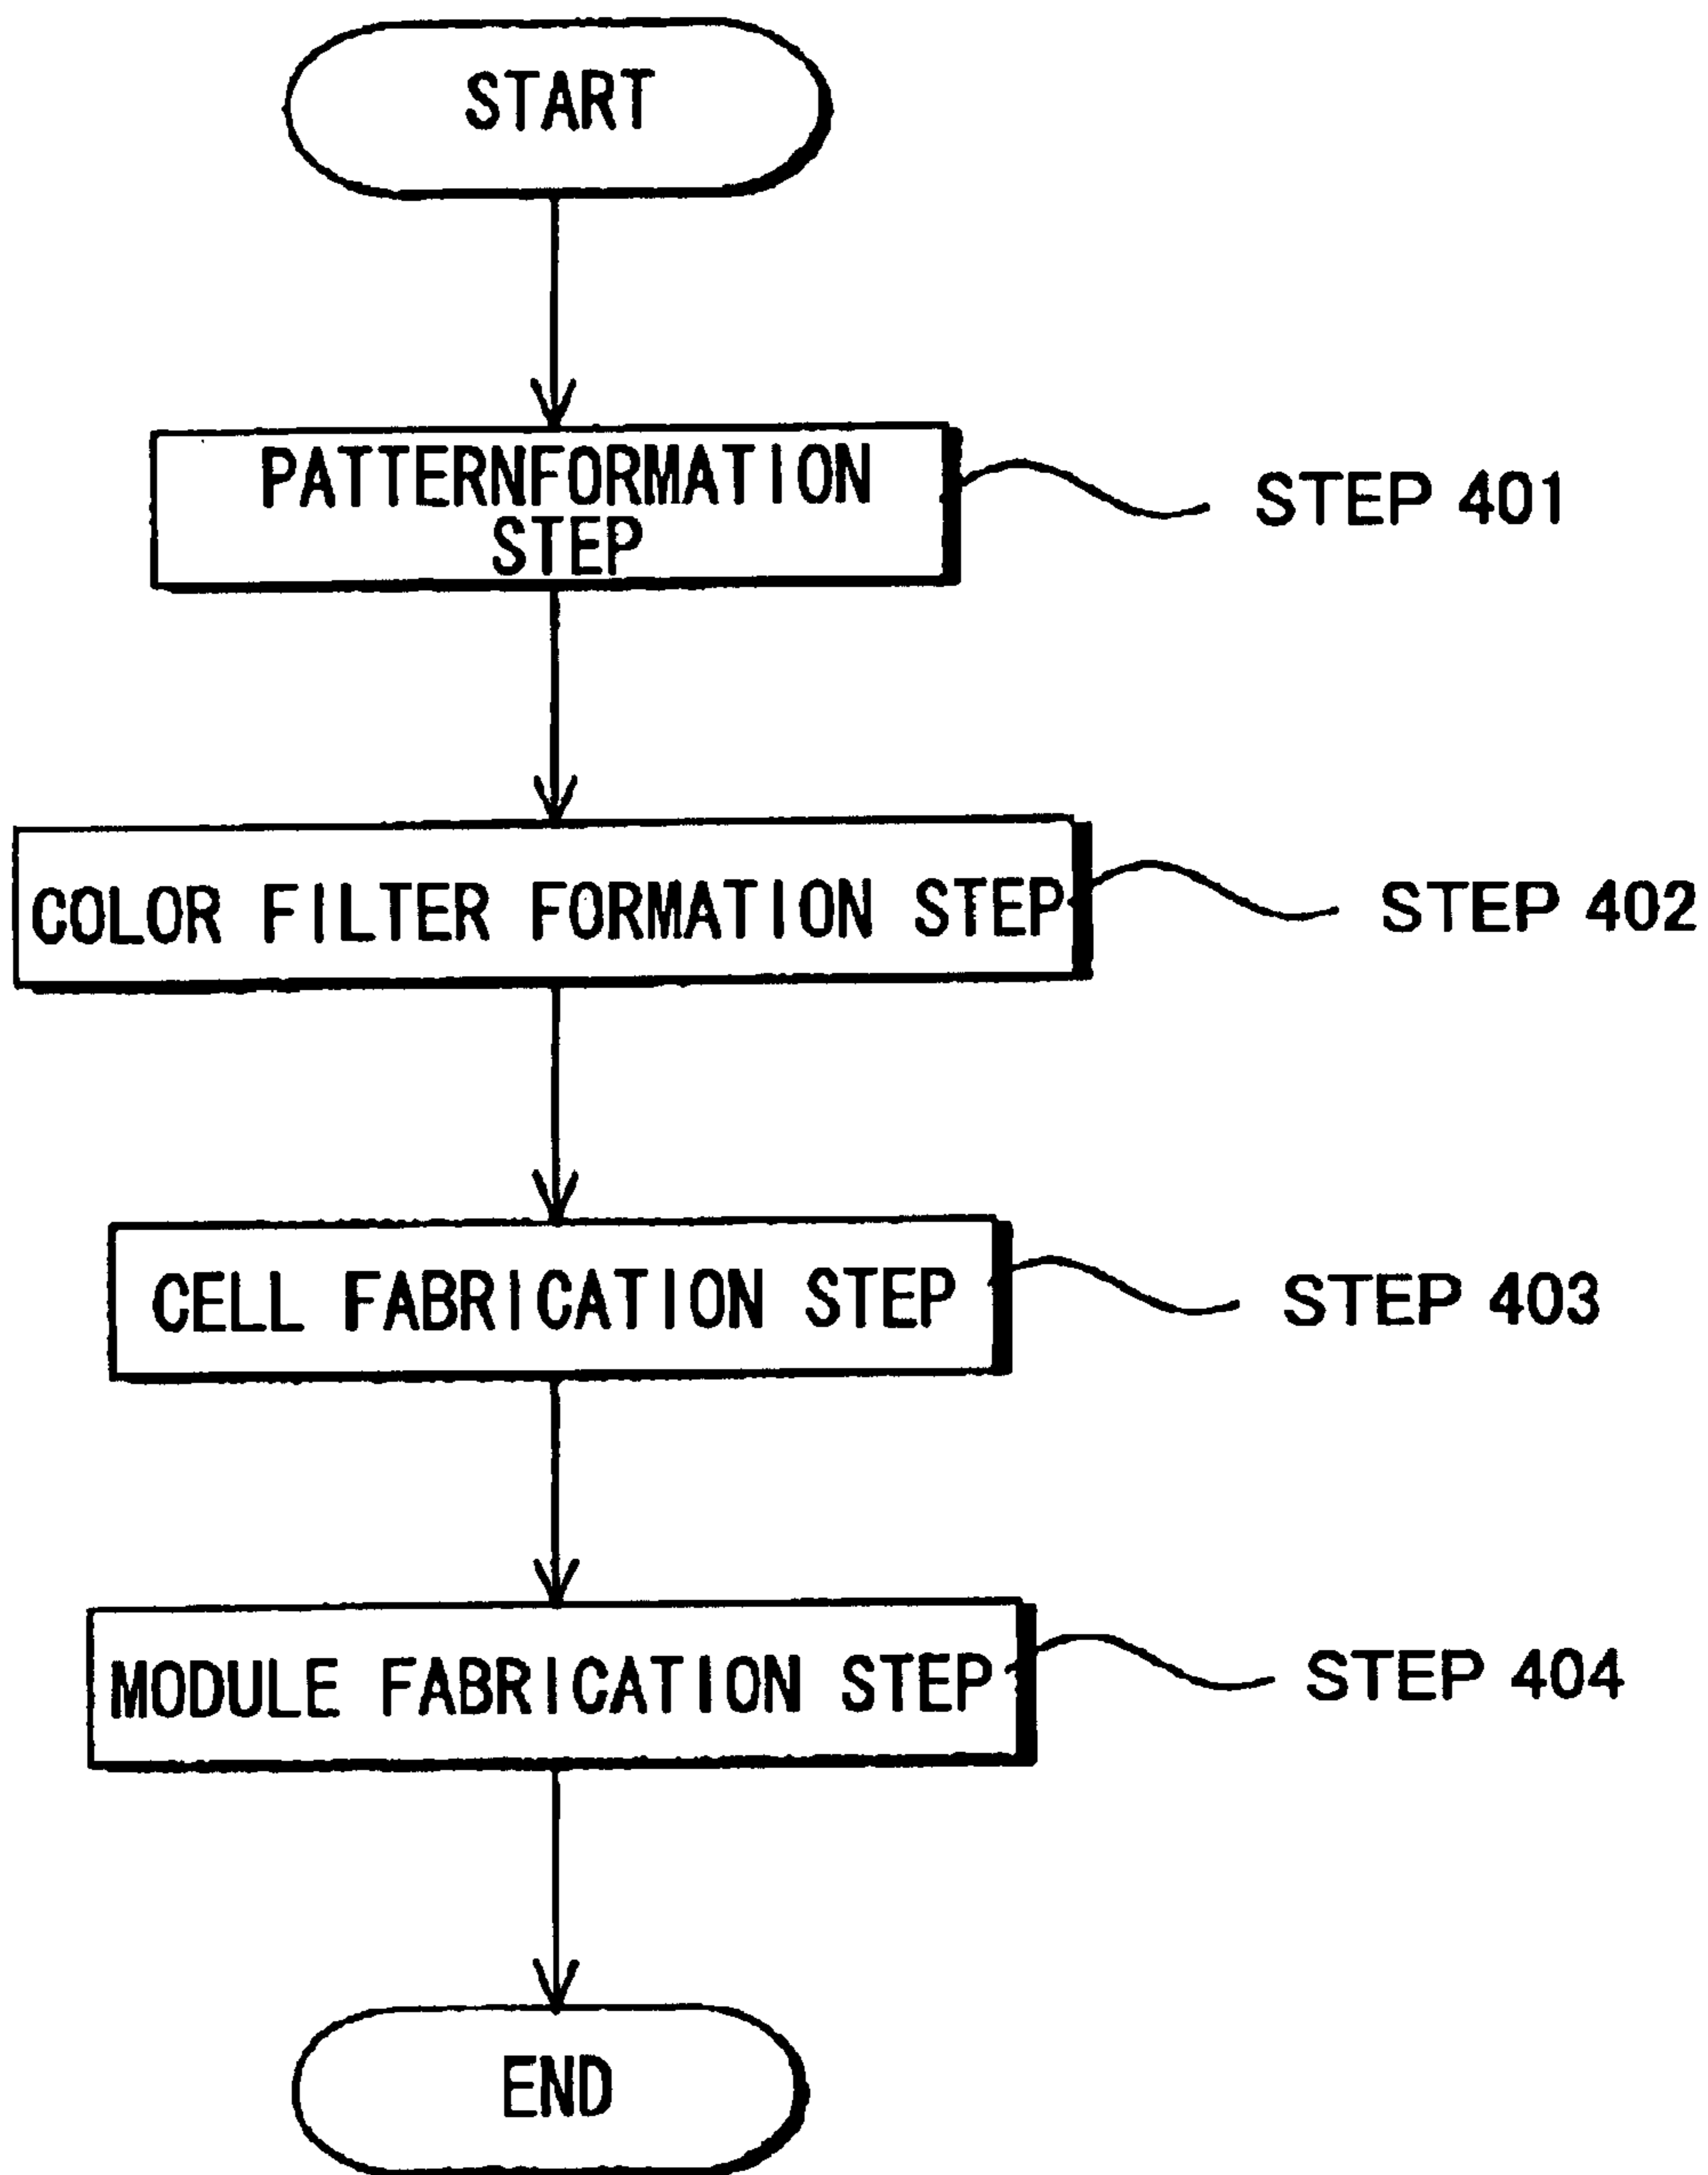 START
PATTERNFORMATION
STEP
STEP 401
COLOR FILTER FORMATION STEP
STEP 402
CELL FABRICATION STEP
STEP 403
MODULE FABRICATION STEP
STEP 404
END